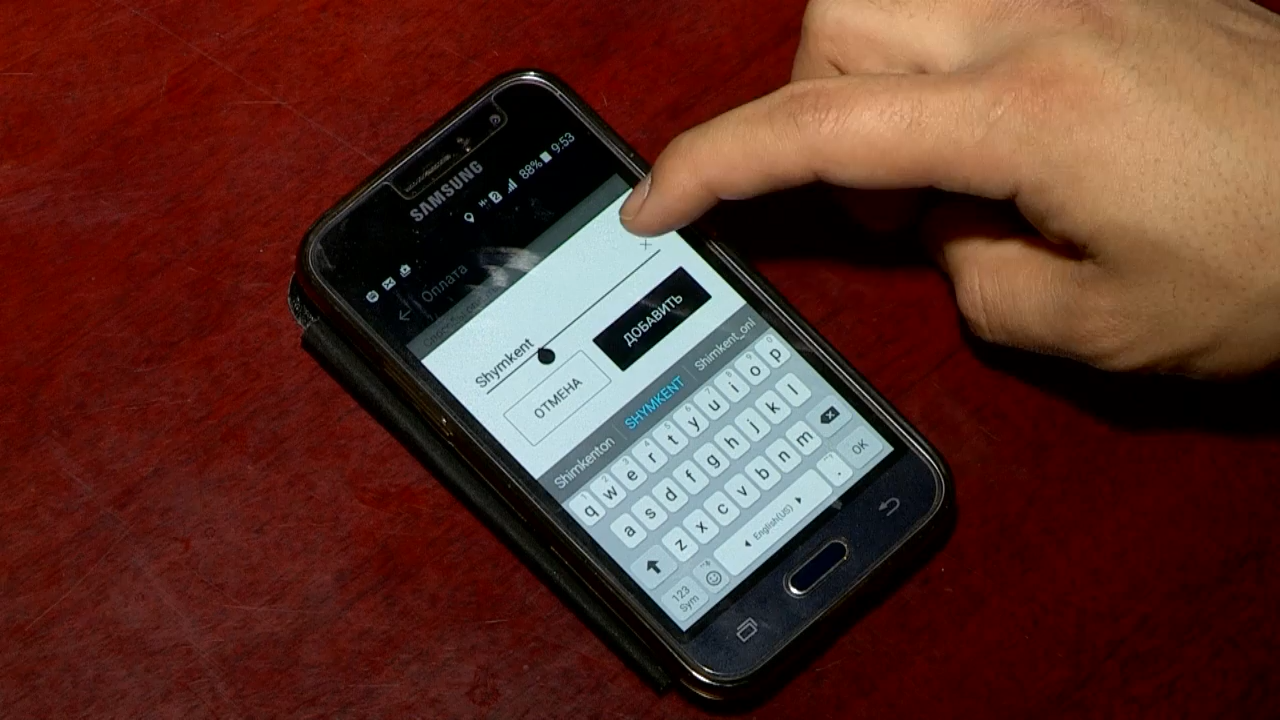 SAMSUNG
88% 9:53
Оплата
Shymkent
ОТМЕНА
ДОБАВИТЬ
Shimkenton SHYMKENT Shimkent_onl
q w e r t y u i o p
a s d f g h j k l
z x c v b n m
123
Sym
English(US)
OK